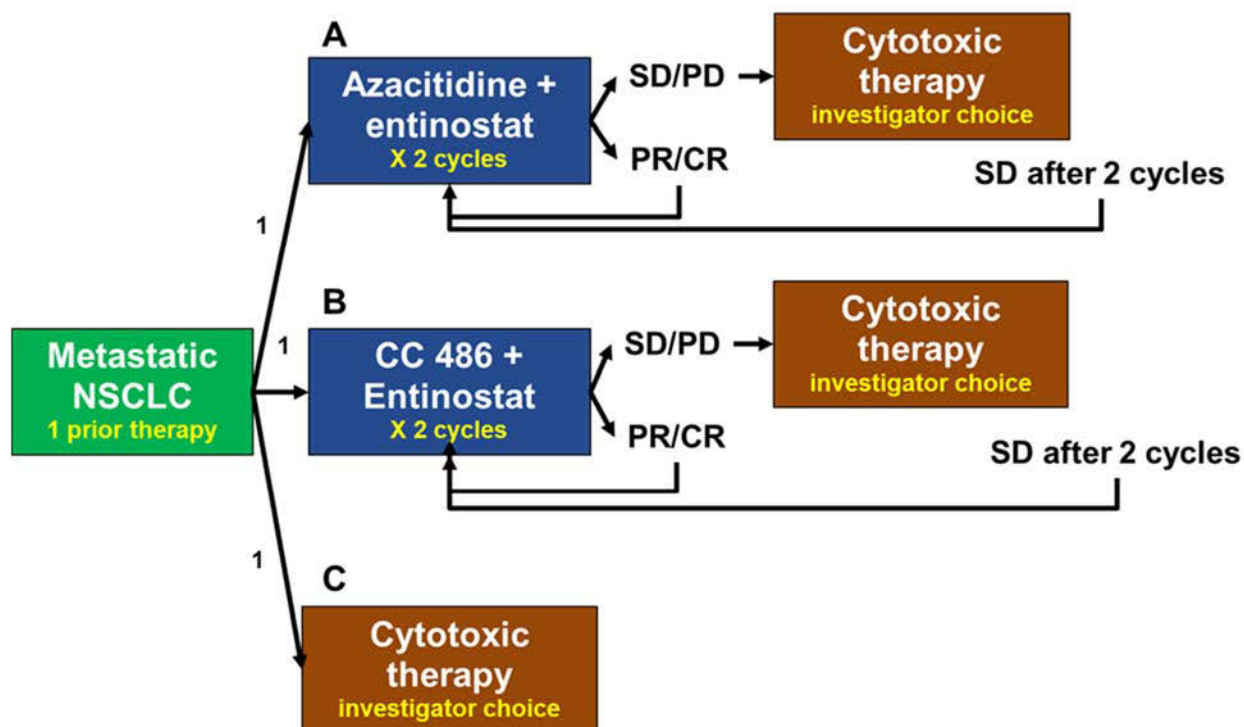 A
Azacitidine +
entinostat
X 2 cycles
SD/PD
PR/CR
Cytotoxic
therapy
investigator choice
SD after 2 cycles
1
B
CC 486 +
Entinostat
X 2 cycles
SD/PD
PR/CR
Cytotoxic
therapy
investigator choice
SD after 2 cycles
1
Metastatic
NSCLC
1 prior therapy
1
C
Cytotoxic
therapy
investigator choice